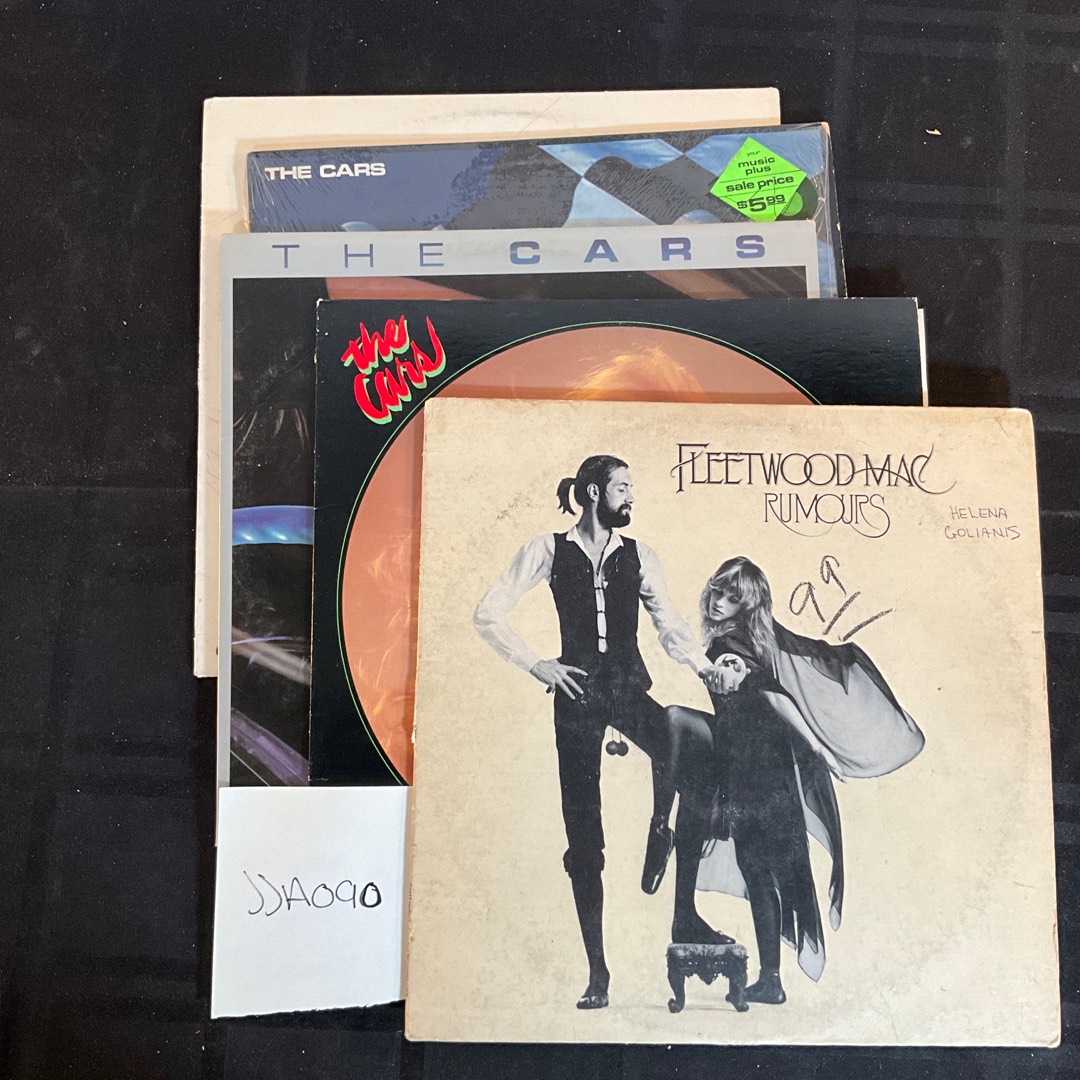 THE CARS
your
music
plus
sale price
$5.99
THE CARS
the
cars
FLEETWOOD MAC
RUMOURS
HELENA
GOLIANIS
99
JJA090